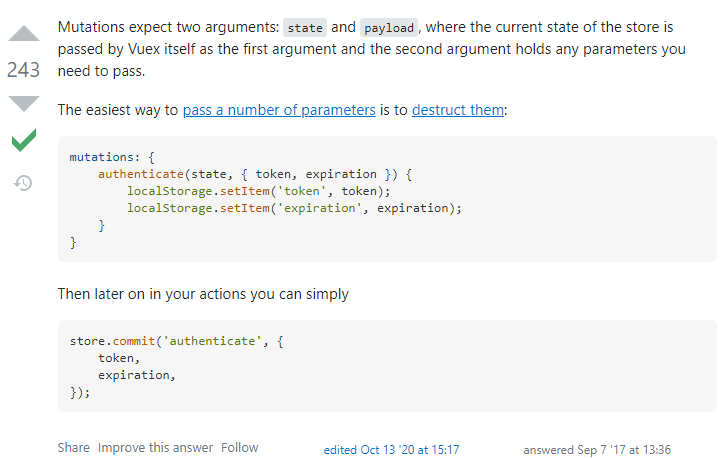 Mutations expect two arguments: state and payload, where the current state of the store is
passed by Vuex itself as the first argument and the second argument holds any parameters you
need to pass.
243
The easiest way to pass a number of parameters is to destruct them:
mutations: {
    authenticate(state, { token, expiration }) {
        localStorage.setItem('token', token);
        localStorage.setItem('expiration', expiration);
    }
}
Then later on in your actions you can simply
store.commit('authenticate', {
    token,
    expiration,
});
Share Improve this answer Follow edited Oct 13 '20 at 15:17 answered Sep 7 '17 at 13:36